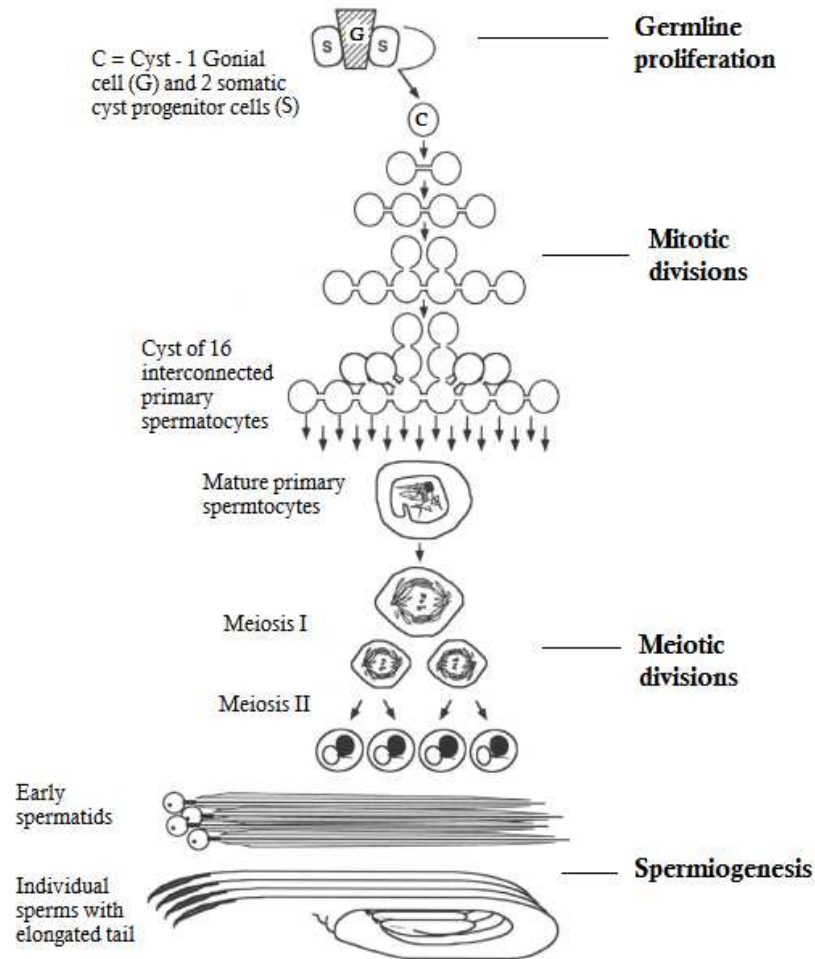 Germline
proliferation
S G S
C = Cyst - 1 Gonial
cell (G) and 2 somatic
cyst progenitor cells (S)
C
Mitotic
divisions
Cyst of 16
interconnected
primary
spermatocytes
Mature primary
spermtocytes
Meiosis I
Meiotic
divisions
Meiosis II
Early
spermatids
Spermiogenesis
Individual
sperms with
elongated tail